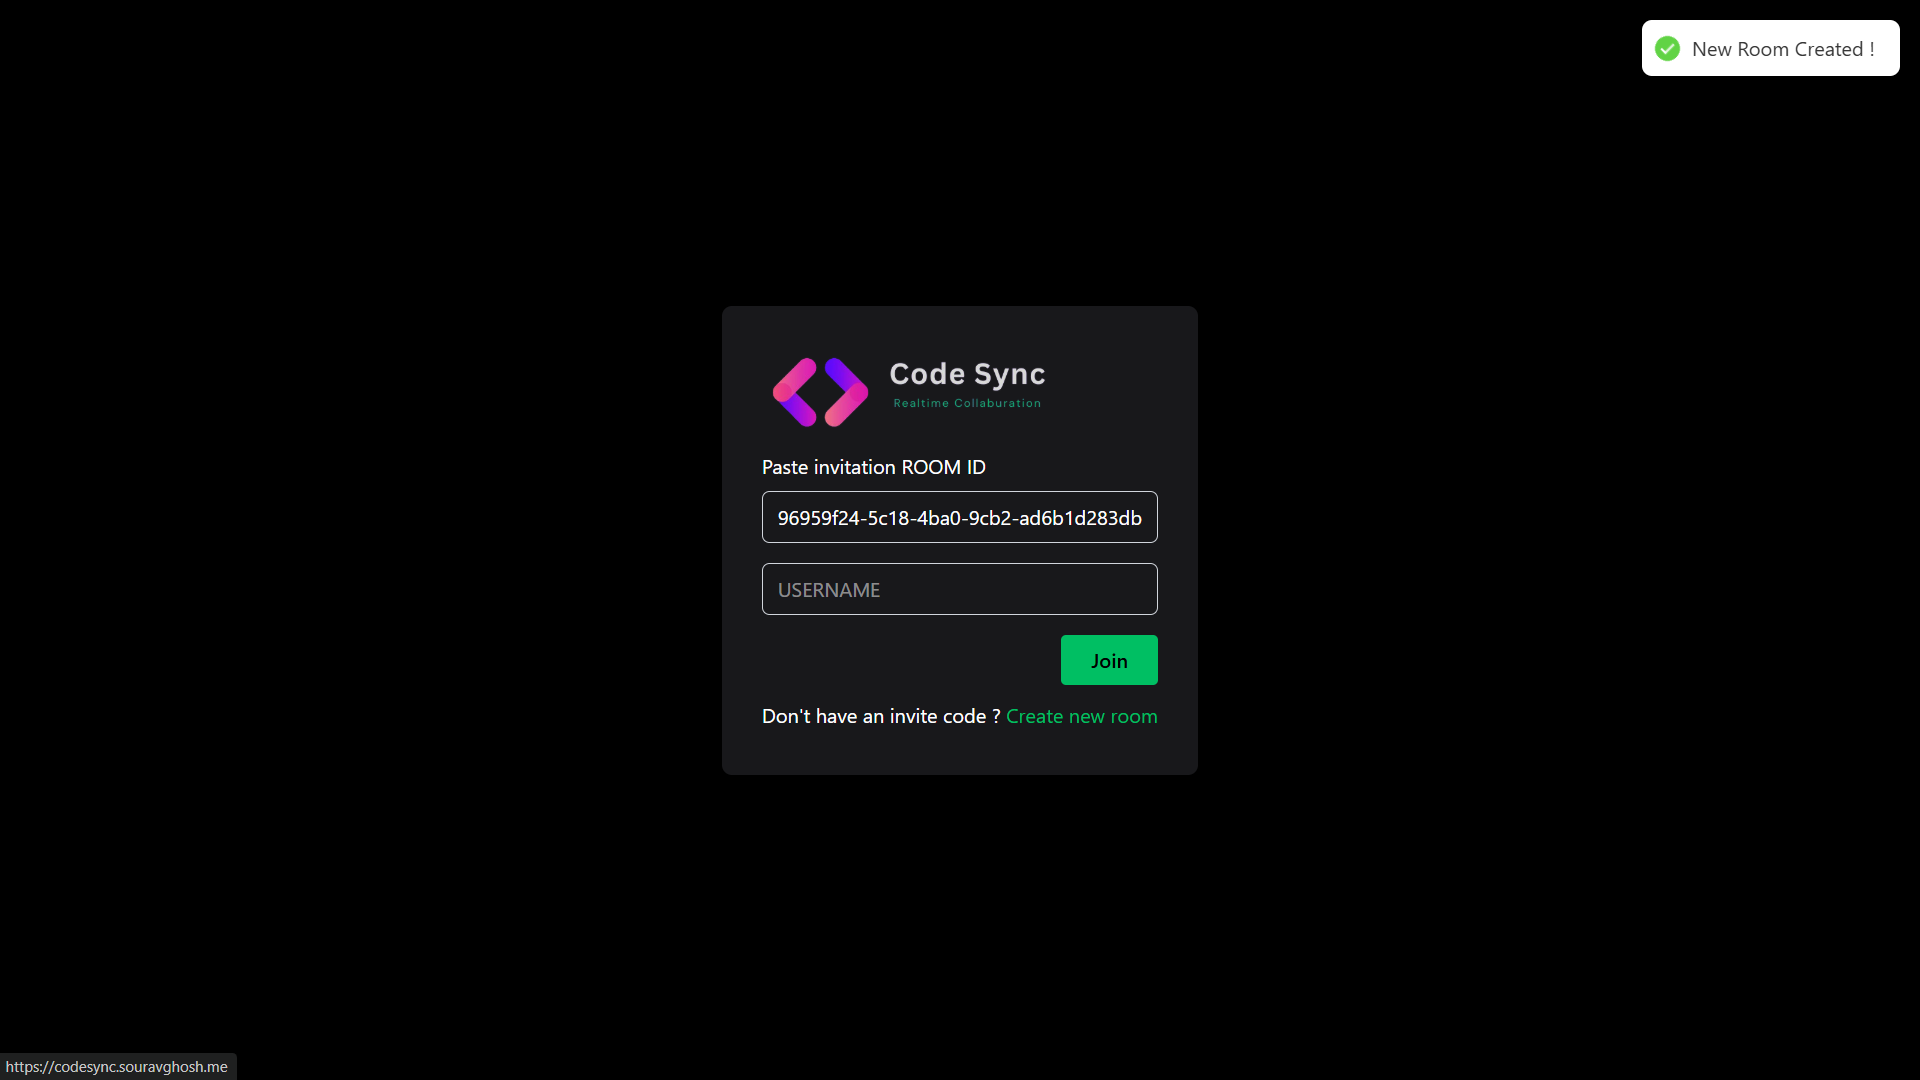 New Room Created !
Code Sync
Realtime Collaburation
Paste invitation ROOM ID
96959f24-5c18-4ba0-9cb2-ad6b1d283db
USERNAME
Join
Don't have an invite code ? Create new room
https://codesync.souravghosh.me